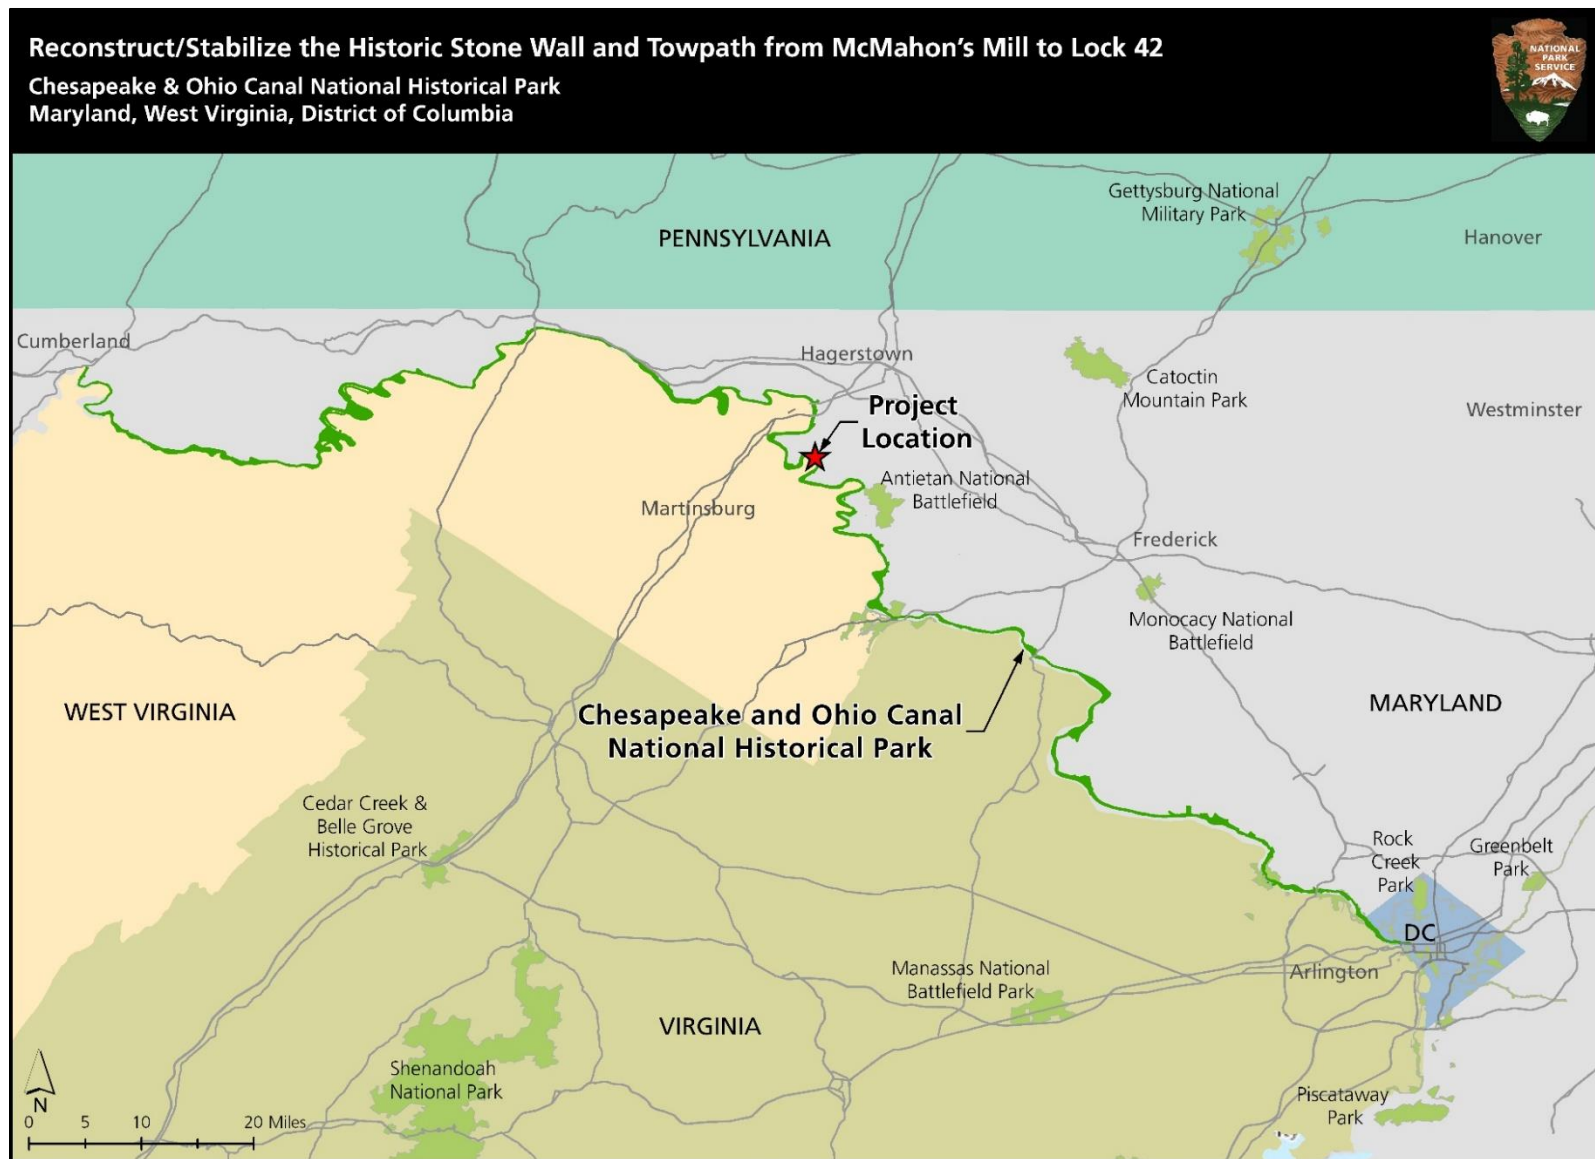 Reconstruct/Stabilize the Historic Stone Wall and Towpath from McMahon's Mill to Lock 42
Chesapeake & Ohio Canal National Historical Park
Maryland, West Virginia, District of Columbia
NATIONAL
PARK
SERVICE
Gettysburg National
Military Park
PENNSYLVANIA
Hanover
Cumberland
Hagerstown
Catoctin
Mountain Park
Project
Location
Westminster
Antietan National
Battlefield
Martinsburg
Frederick
Monocacy National
Battlefield
WEST VIRGINIA
MARYLAND
Chesapeake and Ohio Canal
National Historical Park
Cedar Creek &
Belle Grove
Historical Park
Rock
Creek
Park
Greenbelt
Park
DC
Arlington
Manassas National
Battlefield Park
VIRGINIA
Shenandoah
National Park
Piscataway
Park
N
0 5 10 20 Miles